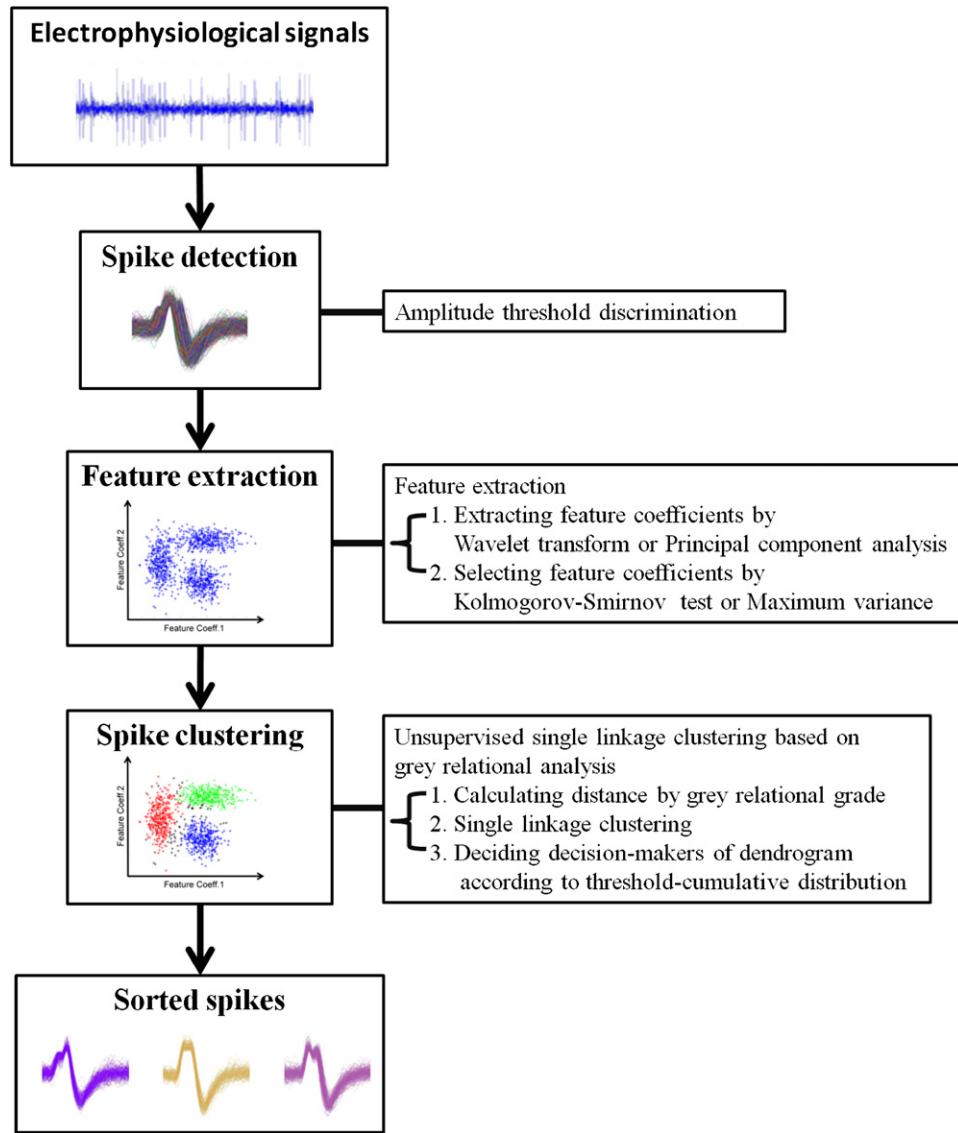 Electrophysiological signals
Spike detection
Amplitude threshold discrimination
Feature extraction
Feature Coeff.2
Feature Coeff.1
Feature extraction
1. Extracting feature coefficients by
Wavelet transform or Principal component analysis
2. Selecting feature coefficients by
Kolmogorov-Smirnov test or Maximum variance
Spike clustering
Feature Coeff.2
Feature Coeff.1
Unsupervised single linkage clustering based on
grey relational analysis
1. Calculating distance by grey relational grade
2. Single linkage clustering
3. Deciding decision-makers of dendrogram
according to threshold-cumulative distribution
Sorted spikes